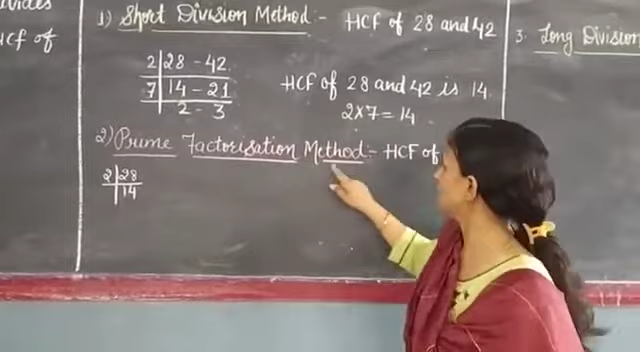 vides
HCF of
1) Short Division Method:- HCF of 28 and 42
2 28 - 42
7 14 - 21
2 - 3
HCF of 28 and 42 is 14.
2×7=14
2) Prime Factorisation Method:- HCF of
2 28
14
3. Long Division